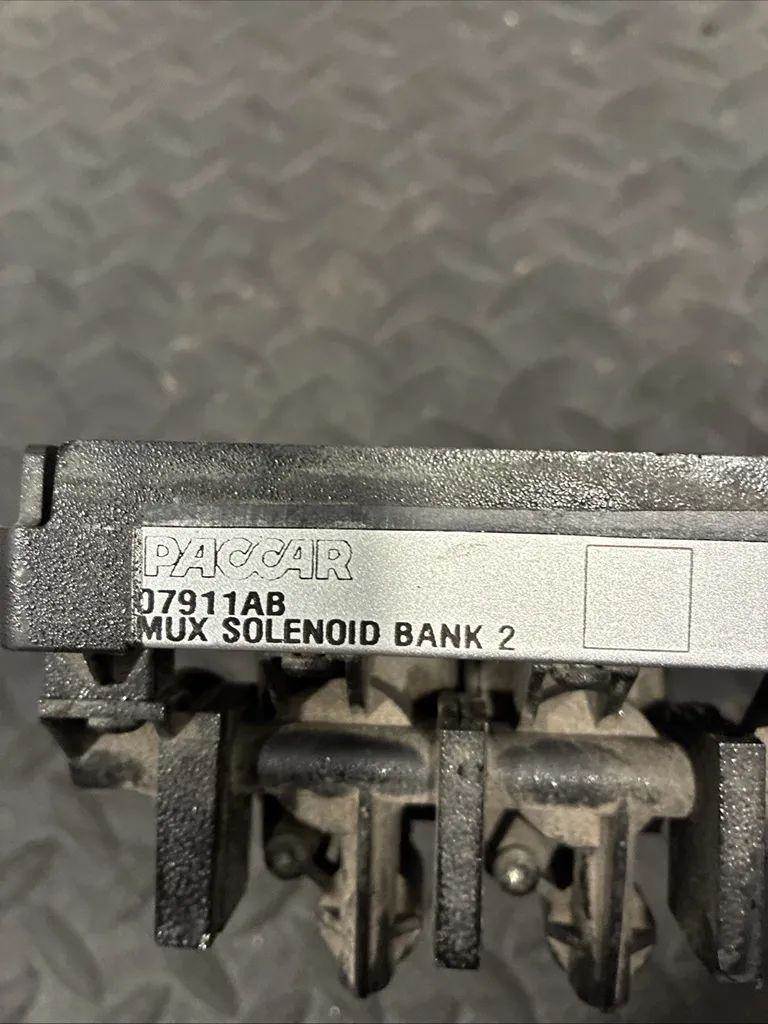 PACCAR
07911AB
MUX SOLENOID BANK 2